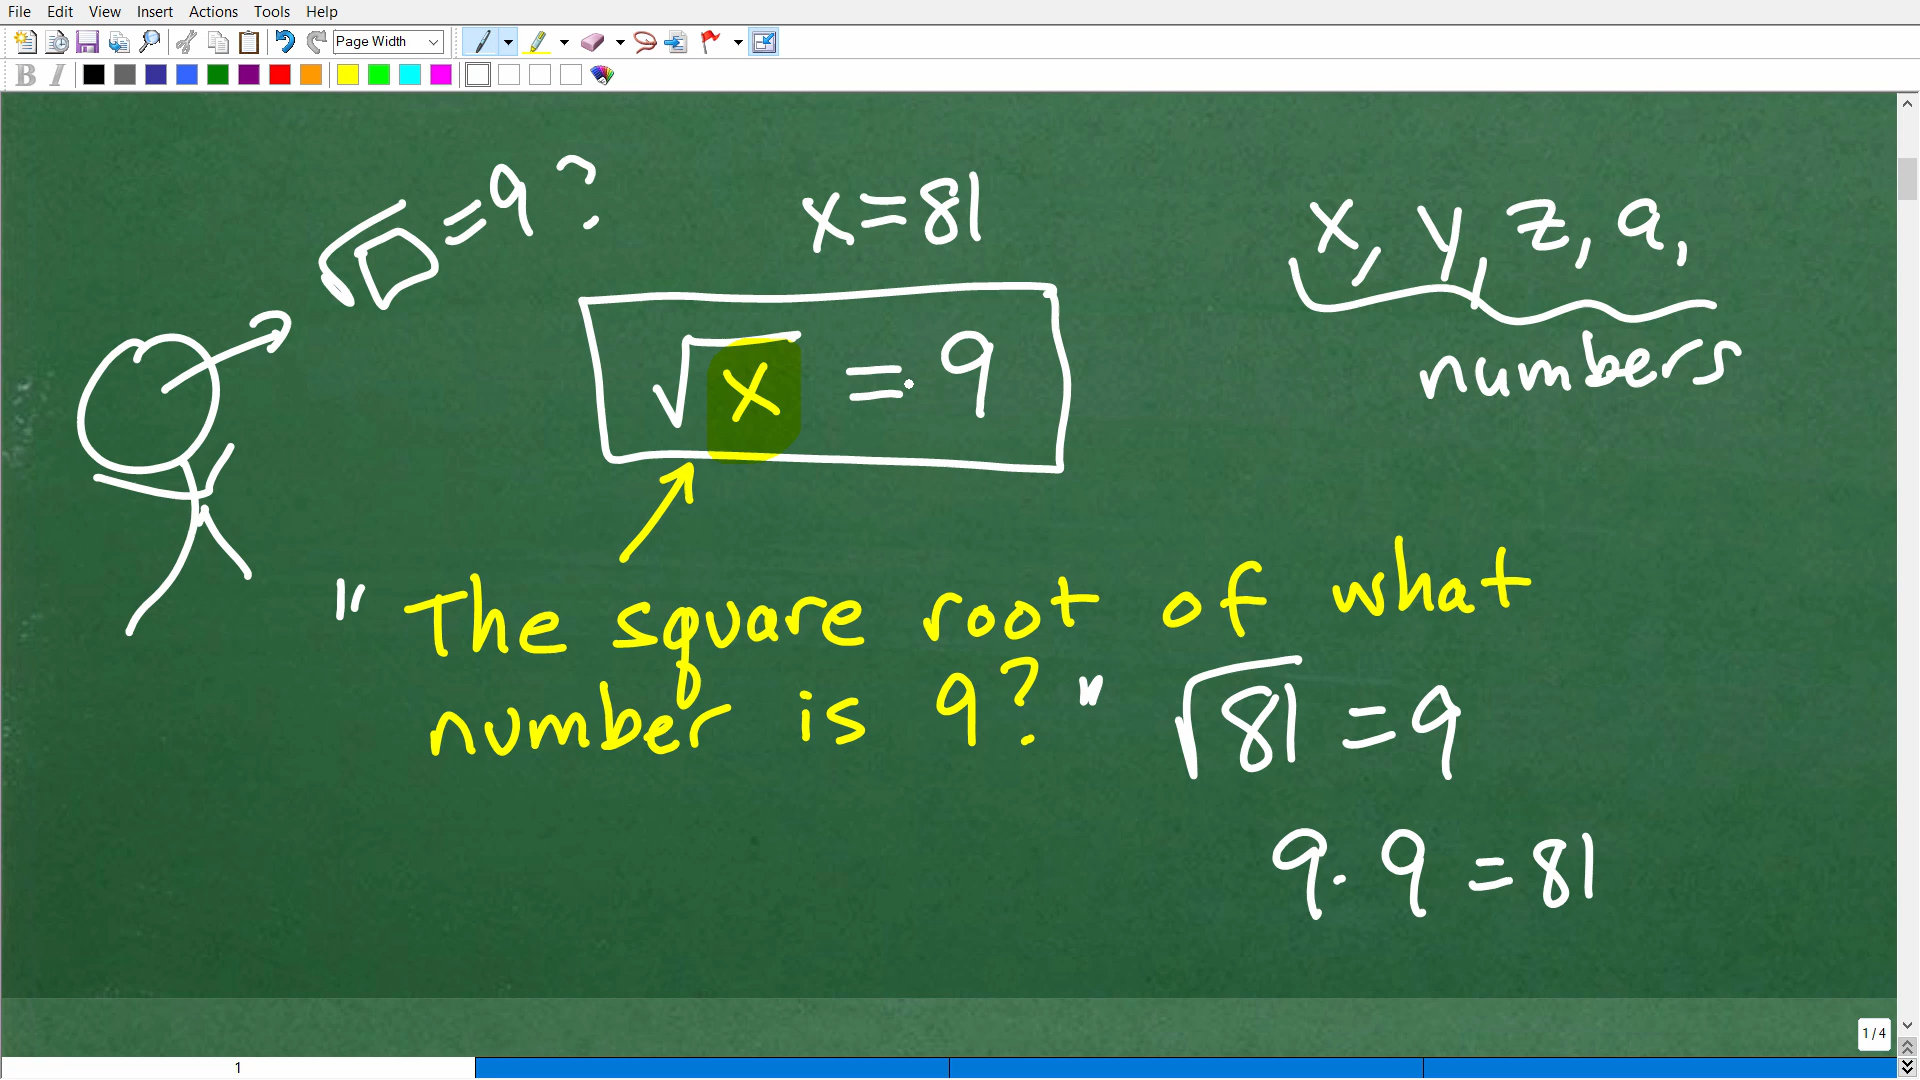 File Edit View Insert Actions Tools Help
Page Width
B I
√□ = 9 ?
x = 81
x, y, z, a,
numbers
√x = 9
"The square root of what
number is 9?"
√81 = 9
9 · 9 = 81
1 / 4
1